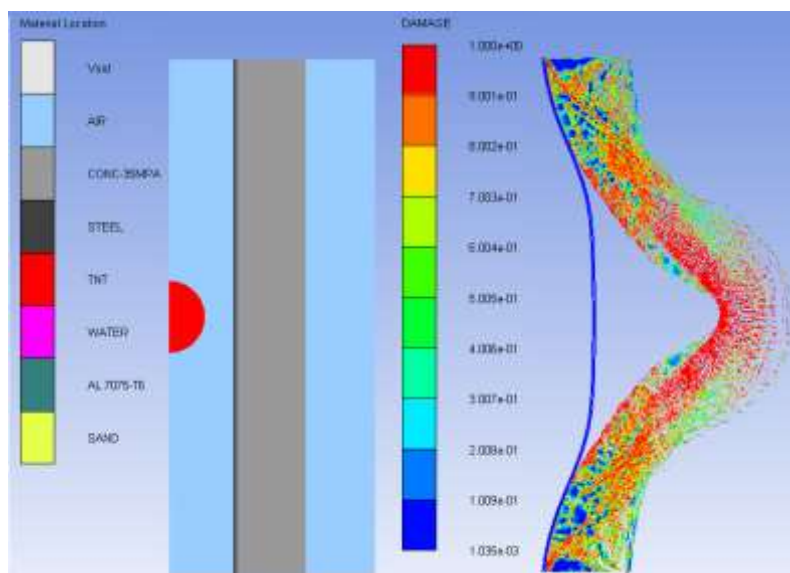 Material Location
Void
AIR
CONC-35MPA
STEEL
TNT
WATER
AL 7075-T6
SAND
DAMAGE
1.000e+00
9.001e-01
8.002e-01
7.003e-01
6.004e-01
5.005e-01
4.006e-01
3.007e-01
2.008e-01
1.009e-01
1.035e-03